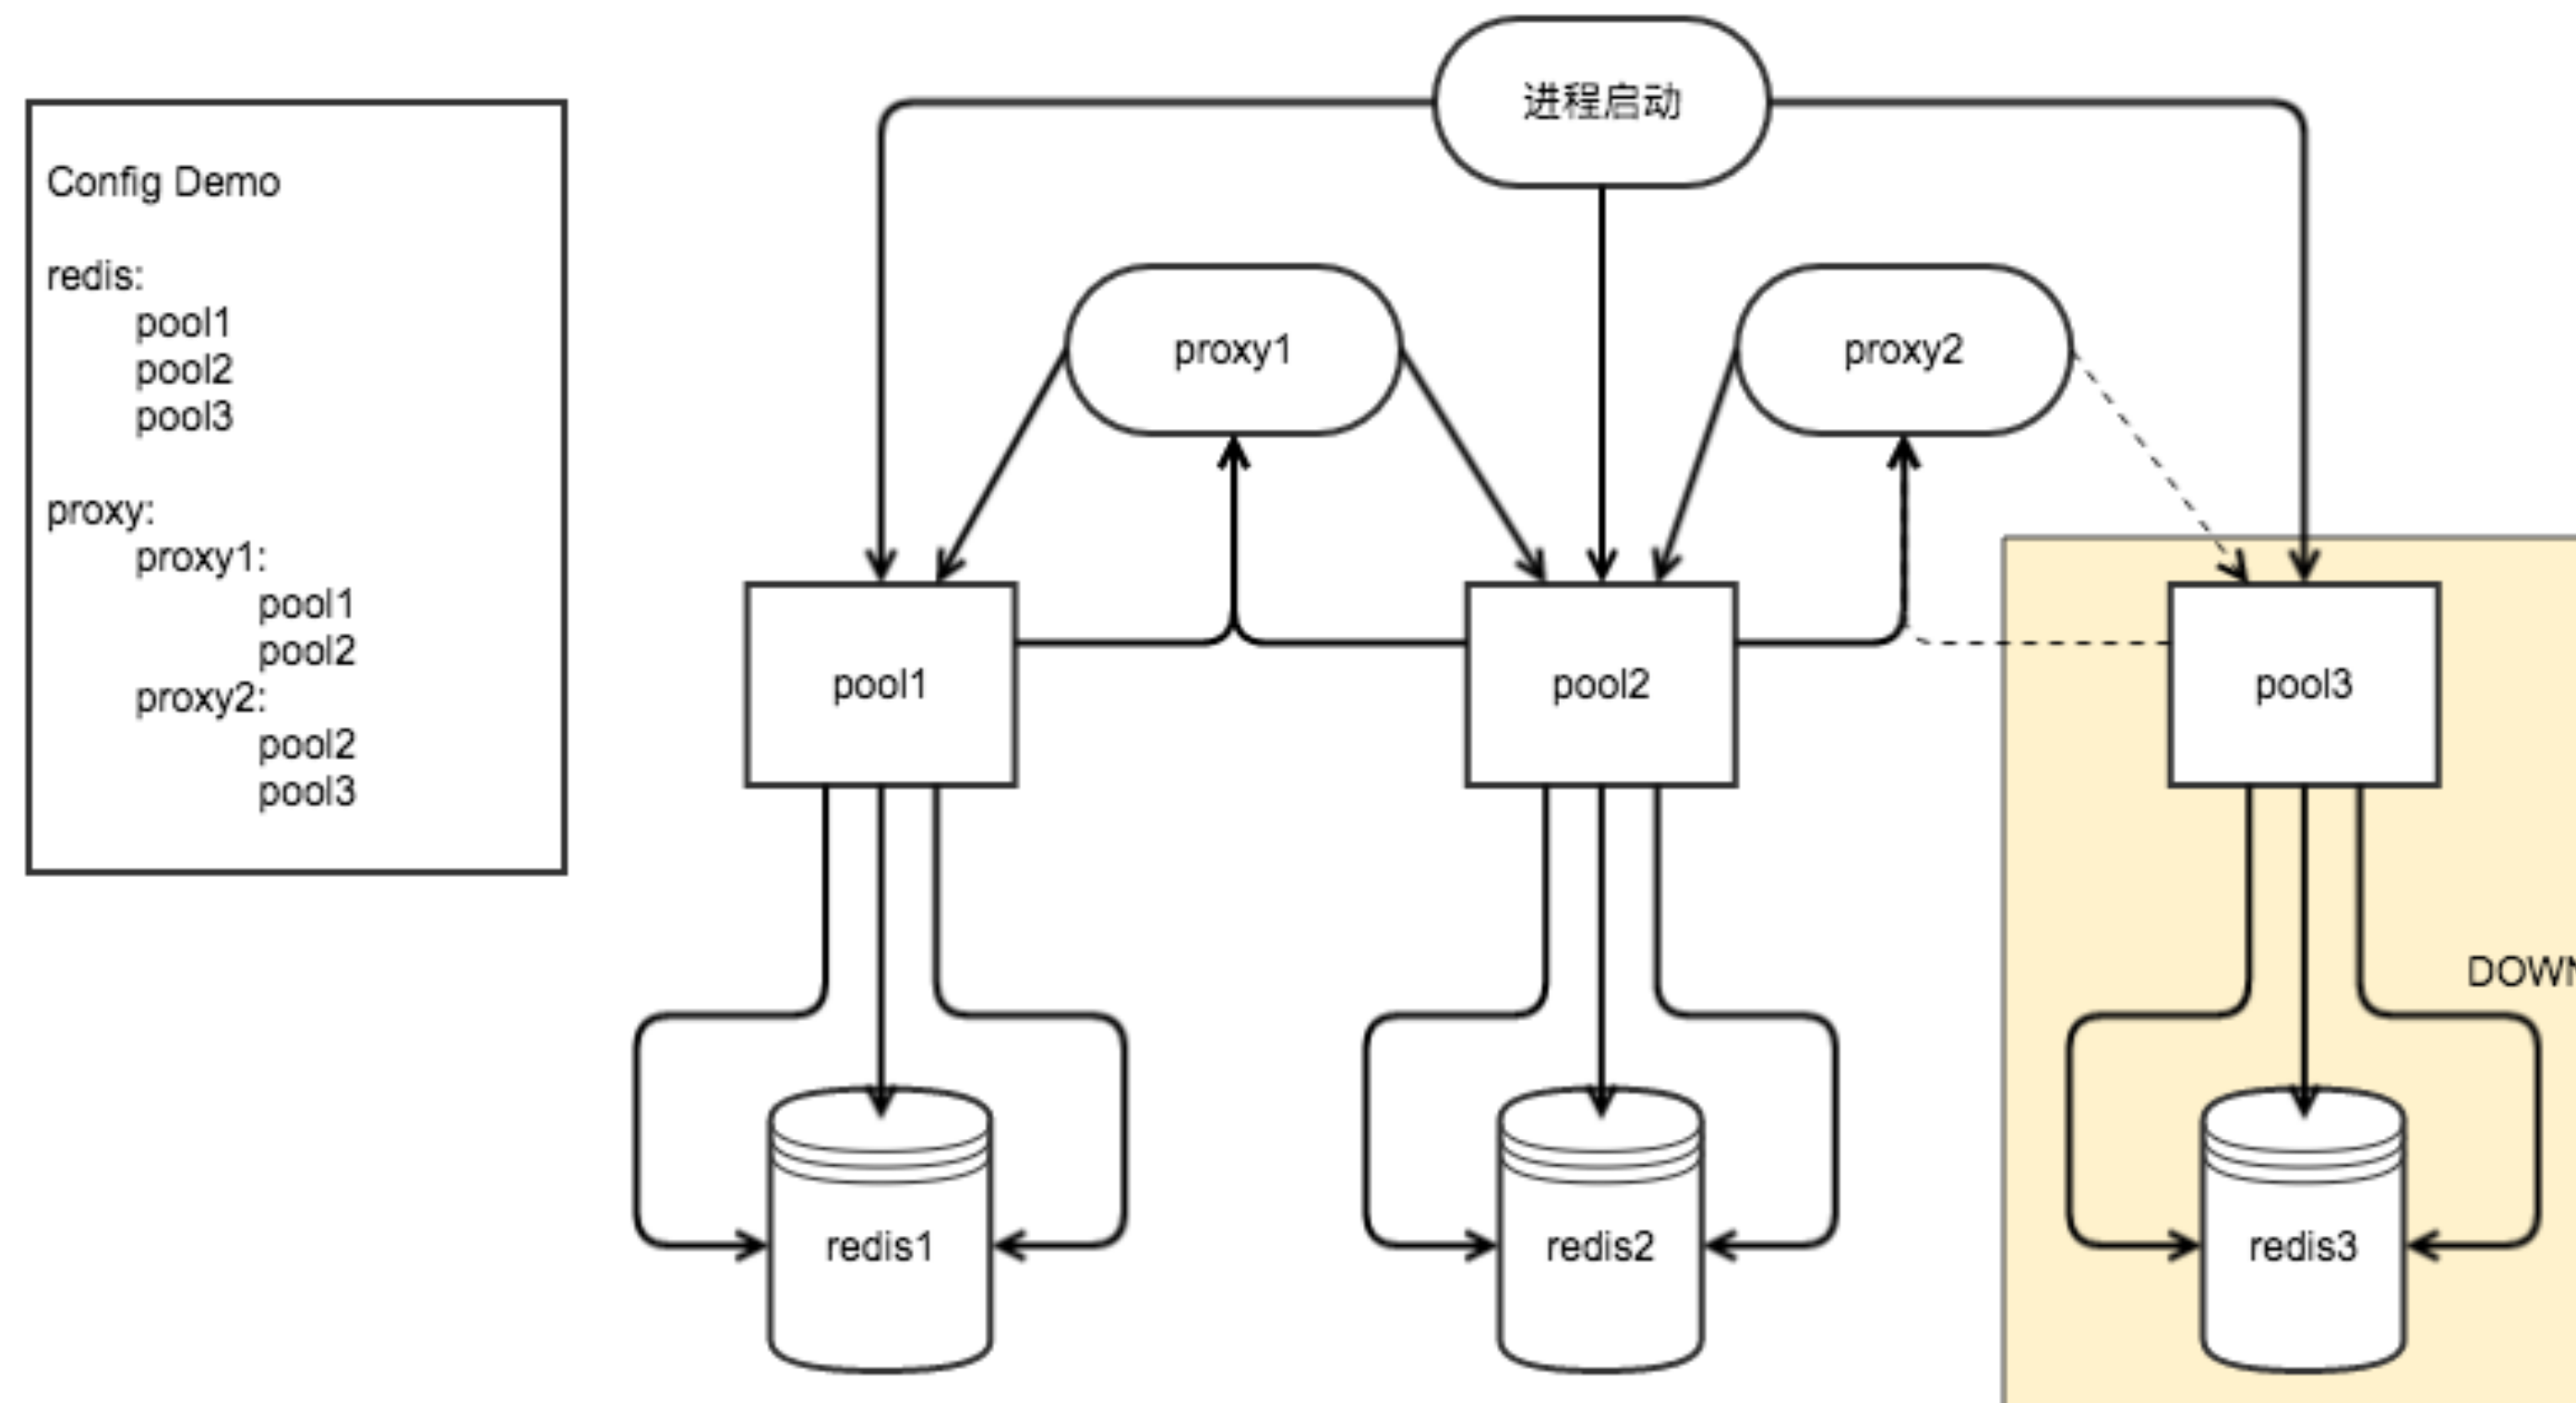 进程启动
Config Demo
redis:
pool1
pool2
pool3
proxy:
proxy1:
pool1
pool2
proxy2:
pool2
pool3
proxy1
proxy2
pool1
pool2
pool3
DOWN
redis1
redis2
redis3